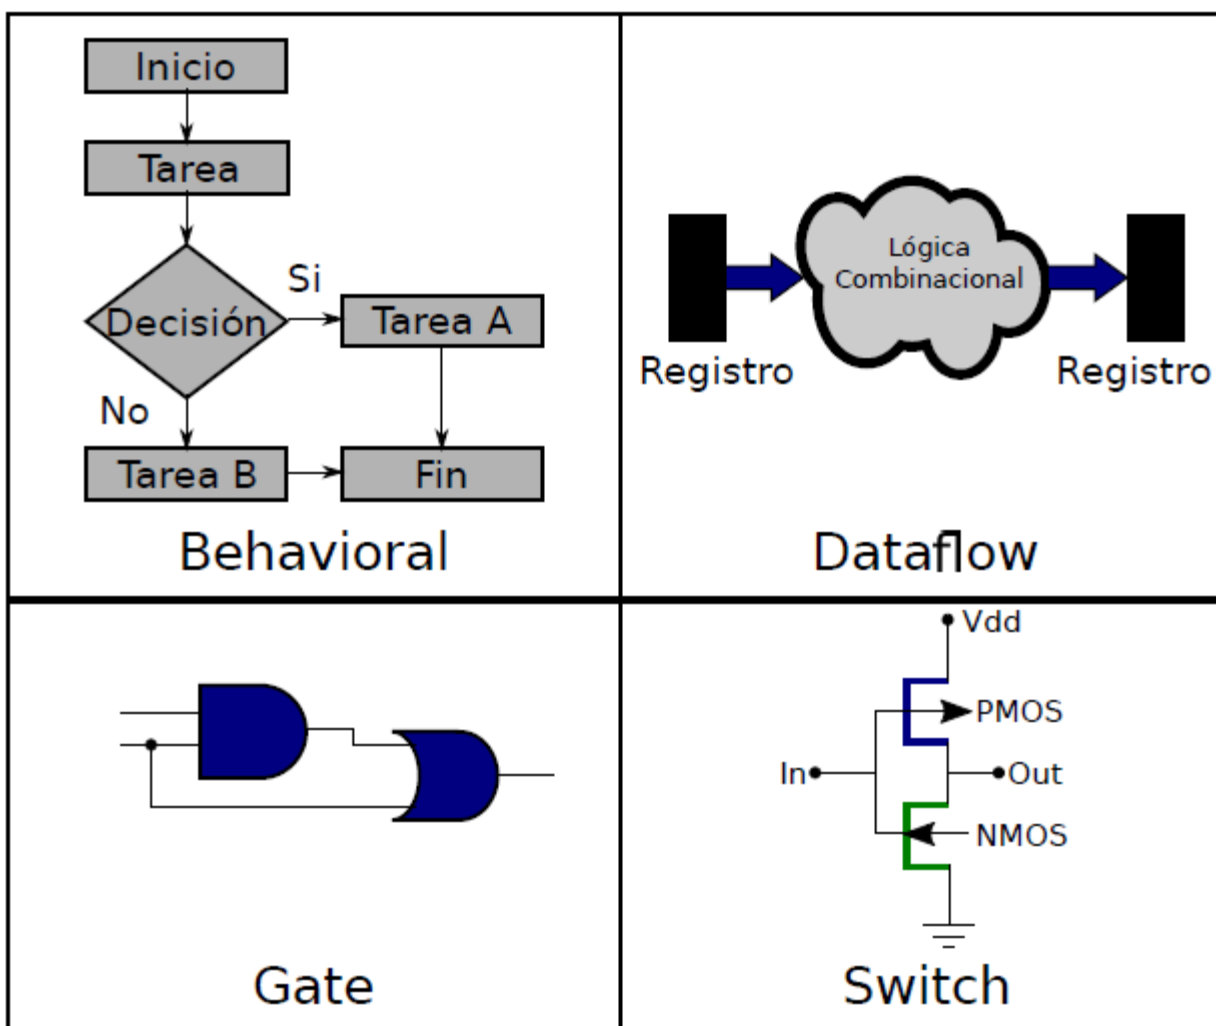 Inicio
Tarea
Decisión
Si
Tarea A
No
Tarea B
Fin
Behavioral
Lógica
Combinacional
Registro
Registro
Dataflow
Gate
Vdd
PMOS
In
Out
NMOS
Switch